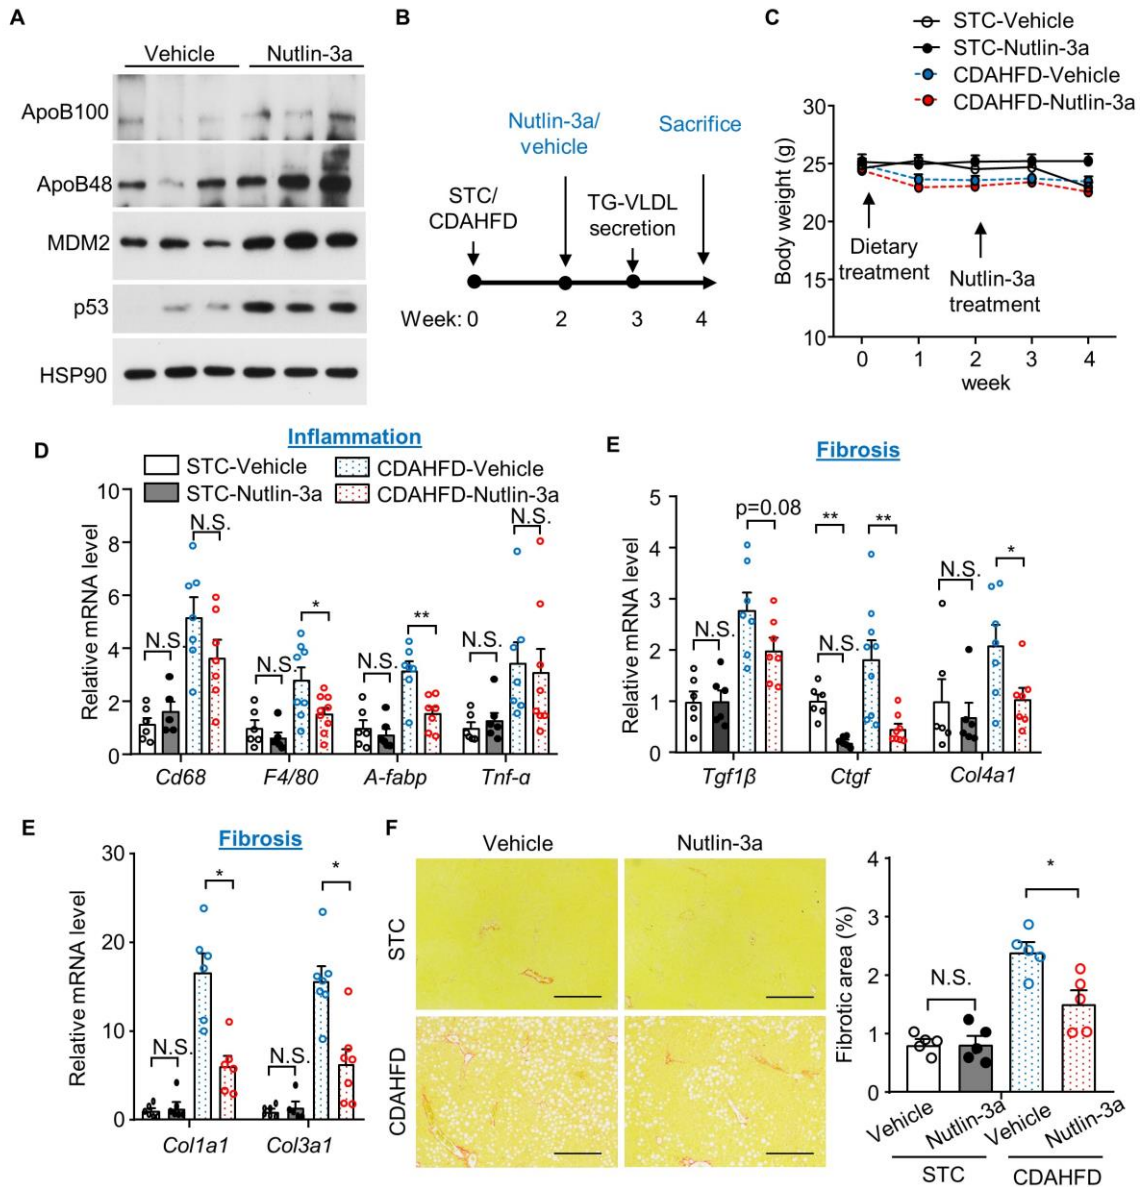 A
Vehicle Nutlin-3a
ApoB100
ApoB48
MDM2
p53
HSP90
B
Nutlin-3a/
vehicle
Sacrifice
STC/
CDAHFD
TG-VLDL
secretion
Week: 0 2 3 4
C
STC-Vehicle
STC-Nutlin-3a
CDAHFD-Vehicle
CDAHFD-Nutlin-3a
Body weight (g)
30
25
20
15
10
Dietary
treatment
Nutlin-3a
treatment
0 1 2 3 4
week
D
Inflammation
STC-Vehicle CDAHFD-Vehicle
STC-Nutlin-3a CDAHFD-Nutlin-3a
Relative mRNA level
10
8
6
4
2
0
N.S. N.S.
N.S. *
N.S. **
N.S. N.S.
Cd68 F4/80 A-fabp Tnf-α
E
Fibrosis
Relative mRNA level
5
4
3
2
1
0
N.S. p=0.08
** N.S. **
N.S. *
Tgf1β Ctgf Col4a1
E
Fibrosis
Relative mRNA level
30
20
10
0
N.S. *
N.S. *
Col1a1 Col3a1
F
Vehicle Nutlin-3a
STC
CDAHFD
Fibrotic area (%)
4
3
2
1
0
N.S. *
Vehicle Nutlin-3a Vehicle Nutlin-3a
STC CDAHFD